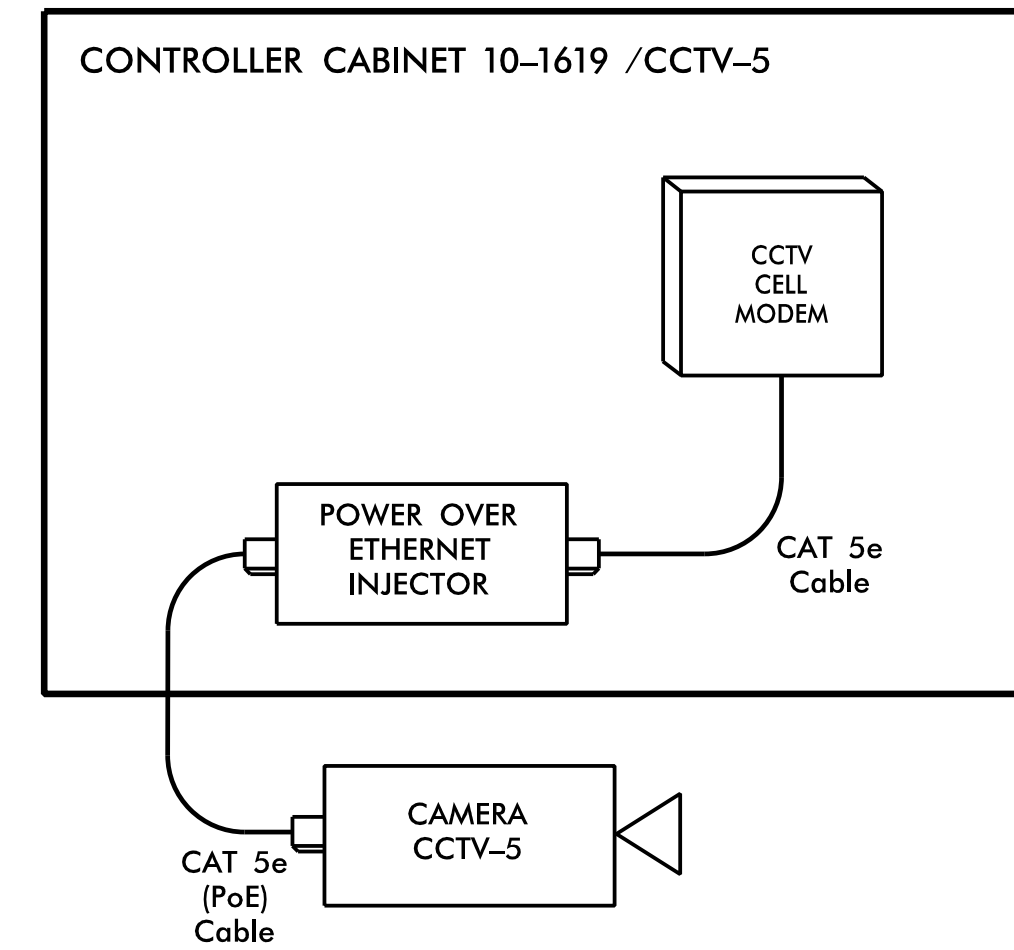 CONTROLLER CABINET 10–1619 /CCTV–5
CCTV
CELL
MODEM
POWER OVER
ETHERNET
INJECTOR
CAT 5e
Cable
CAMERA
CCTV–5
CAT 5e
(PoE)
Cable